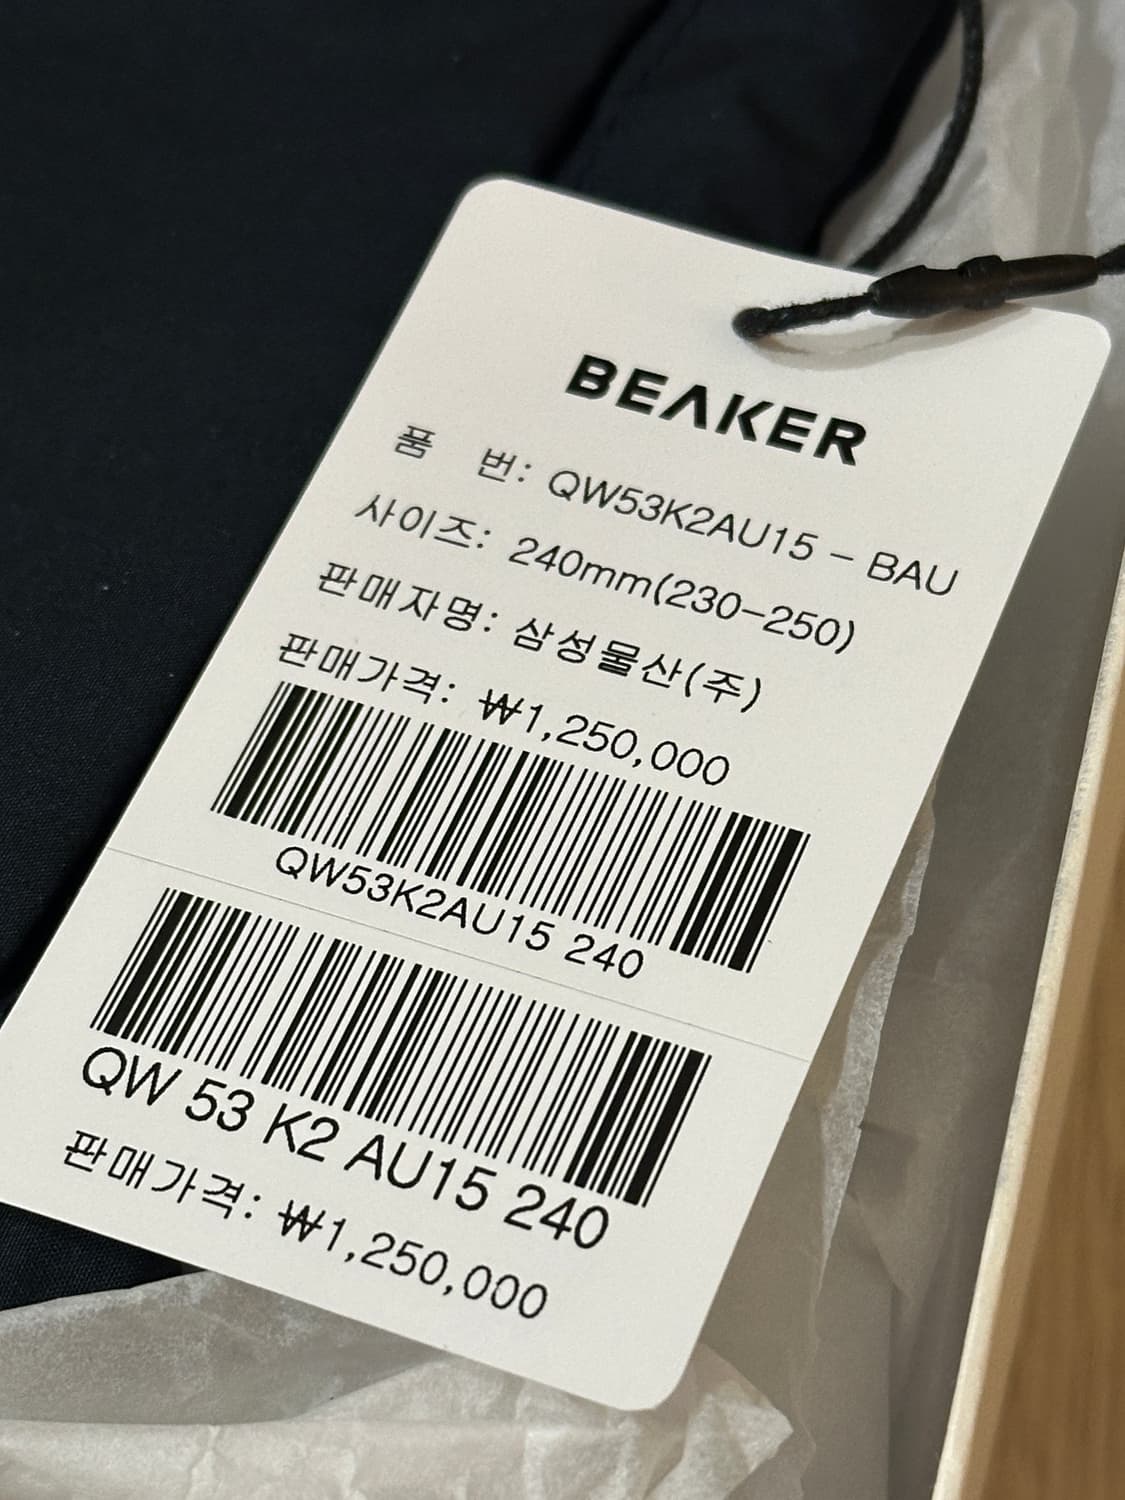 BEAKER
품 번: QW53K2AU15 - BAU
사이즈: 240mm(230-250)
판매자명: 삼성물산(주)
판매가격: ₩1,250,000
QW53K2AU15 240
QW 53 K2 AU15 240
판매가격: ₩1,250,000